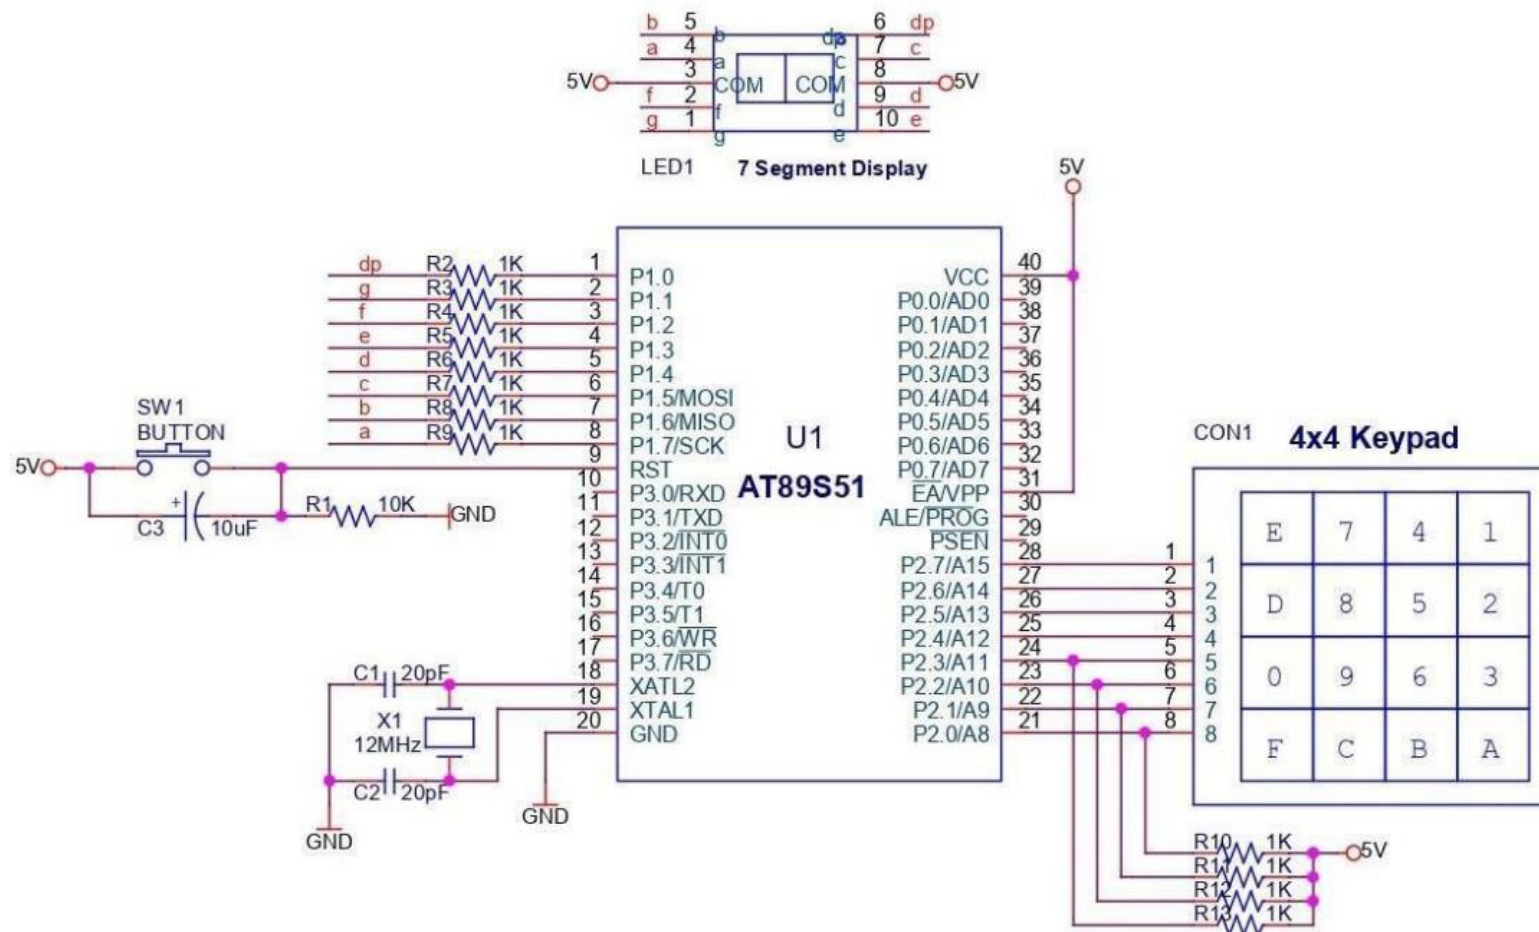 b 5 b dp 6 dp
a 4 a c 7 c
5V 3 COM COM 8 5V
f 2 f d 9 d
g 1 g e 10 e
LED1 7 Segment Display
5V
dp R2 1K 1 P1.0 VCC 40
g R3 1K 2 P1.1 P0.0/AD0 39
f R4 1K 3 P1.2 P0.1/AD1 38
e R5 1K 4 P1.3 P0.2/AD2 37
d R6 1K 5 P1.4 P0.3/AD3 36
c R7 1K 6 P1.5/MOSI P0.4/AD4 35
b R8 1K 7 P1.6/MISO P0.5/AD5 34
a R9 1K 8 P1.7/SCK P0.6/AD6 33
SW1
BUTTON
5V 9 RST P0.7/AD7 32
10 P3.0/RXD EA/VPP 31
C3 + 10uF R1 10K GND 11 P3.1/TXD ALE/PROG 30
12 P3.2/INT0 PSEN 29
13 P3.3/INT1 P2.7/A15 28 1 1
14 P3.4/T0 P2.6/A14 27 2 2
15 P3.5/T1 P2.5/A13 26 3 3
16 P3.6/WR P2.4/A12 25 4 4
17 P3.7/RD P2.3/A11 24 5 5
C1 20pF 18 XATL2 P2.2/A10 23 6 6
19 XTAL1 P2.1/A9 22 7 7
20 GND P2.0/A8 21 8 8
X1
12MHz
C2 20pF
GND
GND
U1
AT89S51
CON1 4x4 Keypad
E 7 4 1
D 8 5 2
0 9 6 3
F C B A
R10 1K 5V
R11 1K
R12 1K
R13 1K